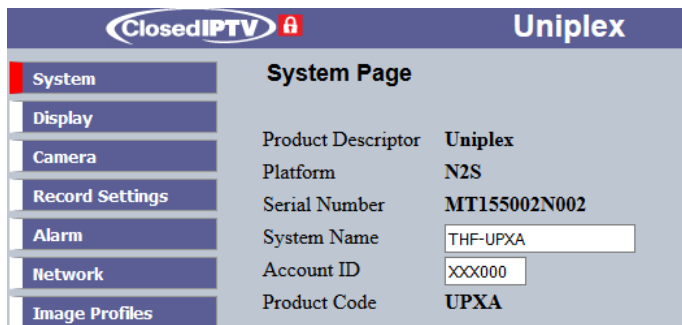 ClosedIPTV Uniplex
System
Display
Camera
Record Settings
Alarm
Network
Image Profiles
System Page
Product Descriptor Uniplex
Platform N2S
Serial Number MT155002N002
System Name THF-UPXA
Account ID XXX000
Product Code UPXA